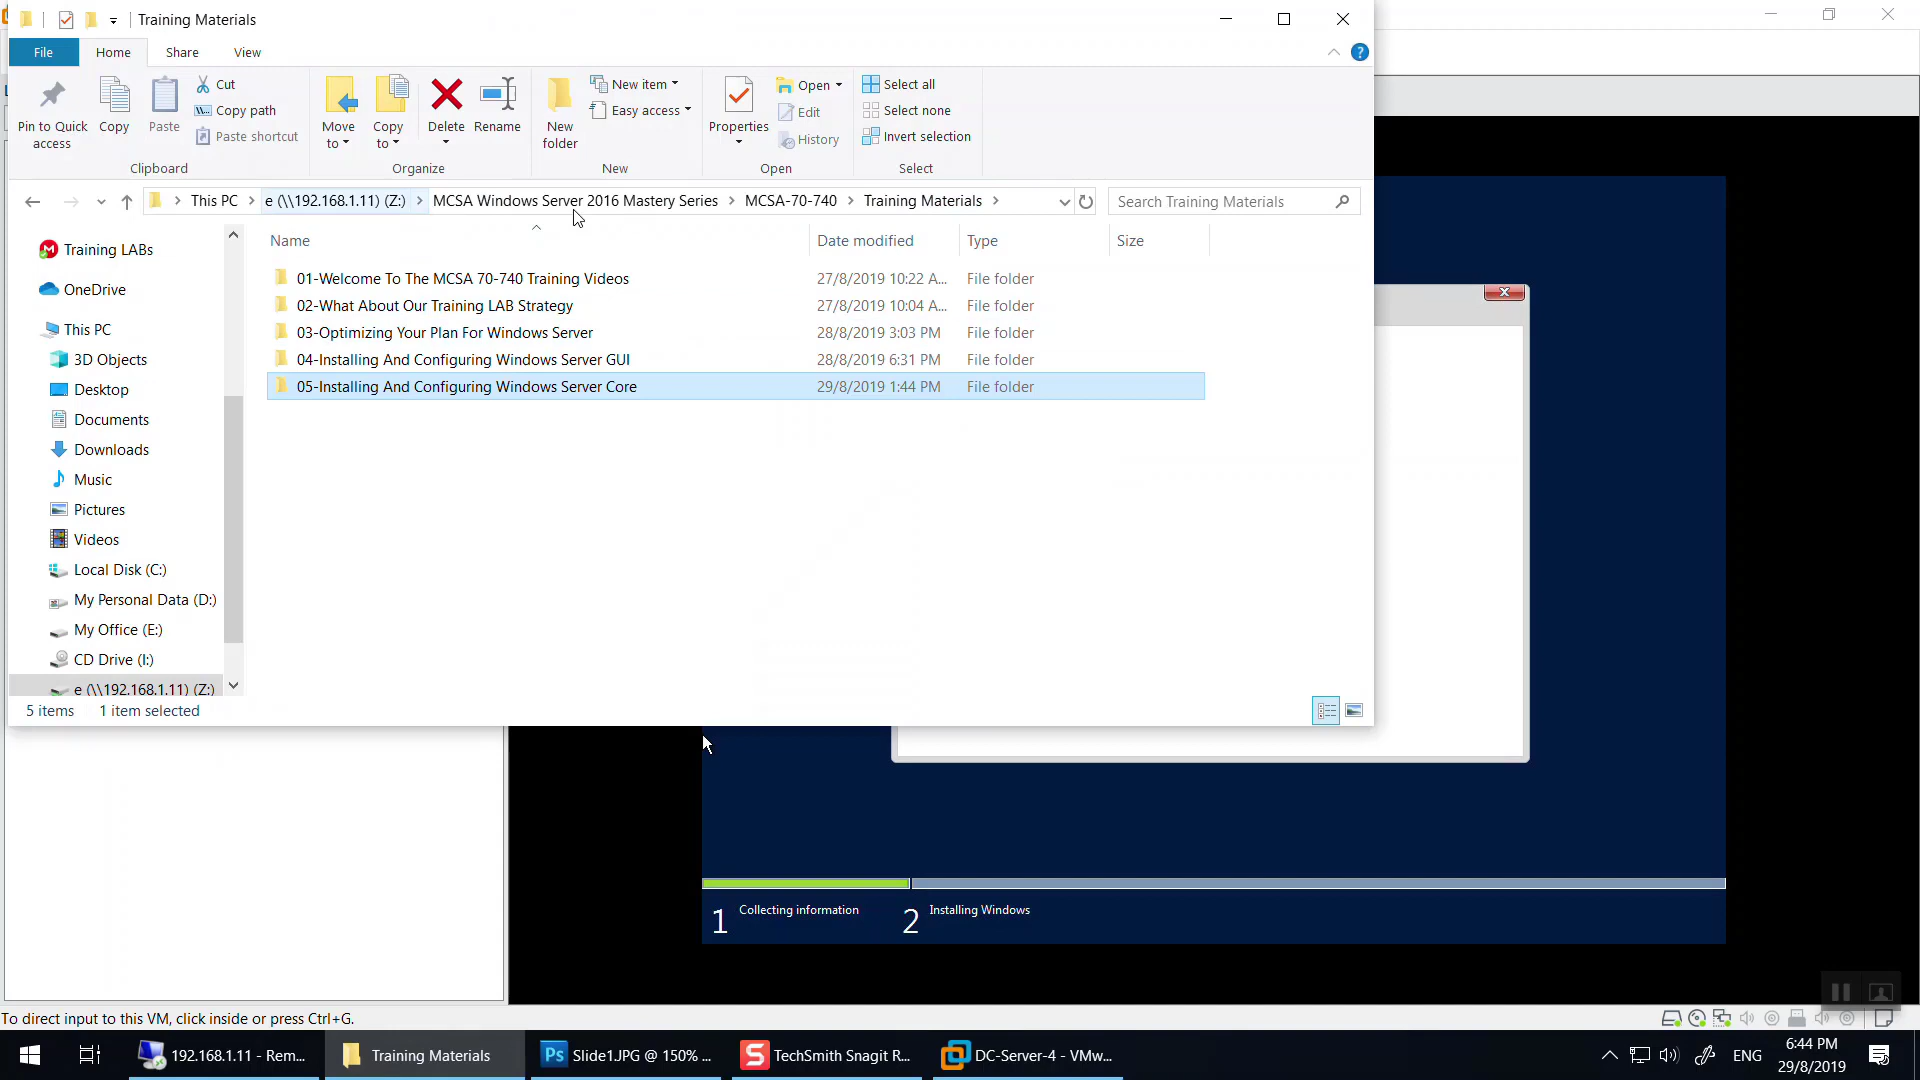 Training Materials
File Home Share View
Pin to Quick access
Copy
Paste
Cut
Copy path
Paste shortcut
Clipboard
Move to
Copy to
Delete
Rename
Organize
New folder
New item
Easy access
New
Properties
Open
Edit
History
Open
Select all
Select none
Invert selection
Select
This PC e (\\192.168.1.11) (Z:) MCSA Windows Server 2016 Mastery Series MCSA-70-740 Training Materials
Search Training Materials
Name Date modified Type Size
01-Welcome To The MCSA 70-740 Training Videos 27/8/2019 10:22 A... File folder
02-What About Our Training LAB Strategy 27/8/2019 10:04 A... File folder
03-Optimizing Your Plan For Windows Server 28/8/2019 3:03 PM File folder
04-Installing And Configuring Windows Server GUI 28/8/2019 6:31 PM File folder
05-Installing And Configuring Windows Server Core 29/8/2019 1:44 PM File folder
Training LABs
OneDrive
This PC
3D Objects
Desktop
Documents
Downloads
Music
Pictures
Videos
Local Disk (C:)
My Personal Data (D:)
My Office (E:)
CD Drive (I:)
e (\\192.168.1.11) (Z:)
5 items 1 item selected
1 Collecting information 2 Installing Windows
To direct input to this VM, click inside or press Ctrl+G.
192.168.1.11 - Rem...
Training Materials
Ps Slide1.JPG @ 150% ...
S TechSmith Snagit R...
DC-Server-4 - VMw...
ENG
6:44 PM
29/8/2019